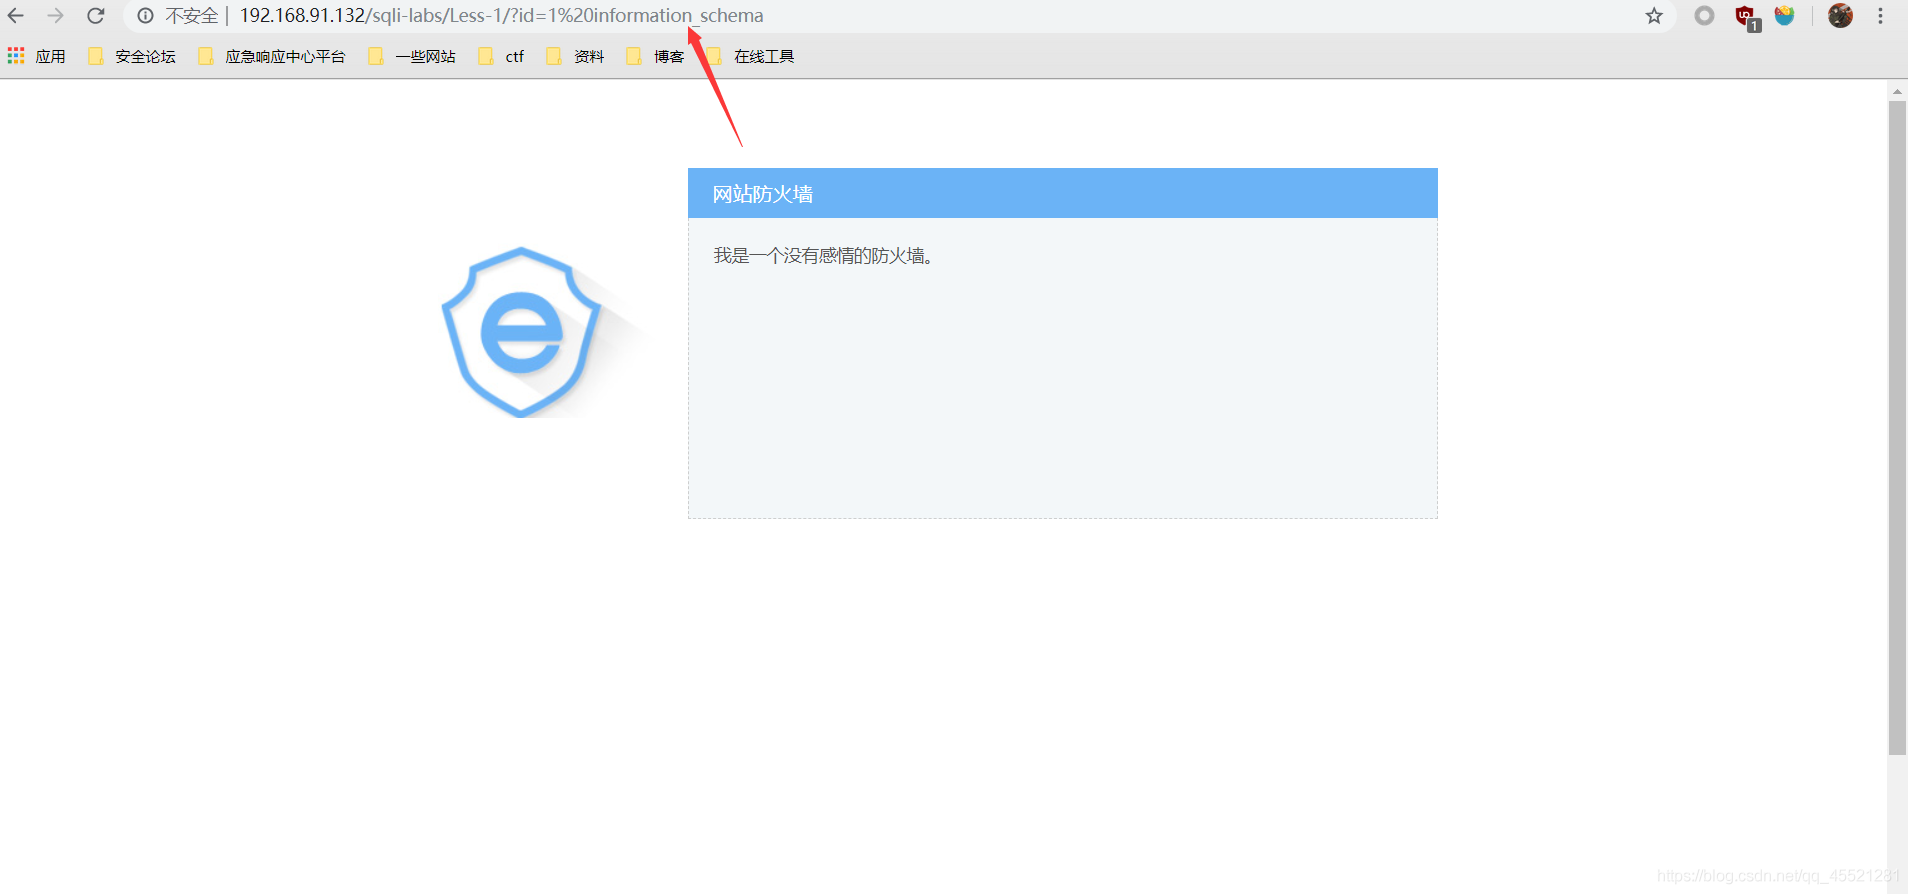 不安全 | 192.168.91.132/sqli-labs/Less-1/?id=1%20information_schema
1
应用 安全论坛 应急响应中心平台 一些网站 ctf 资料 博客 在线工具
网站防火墙
我是一个没有感情的防火墙。
e
https://blog.csdn.net/qq_45521281